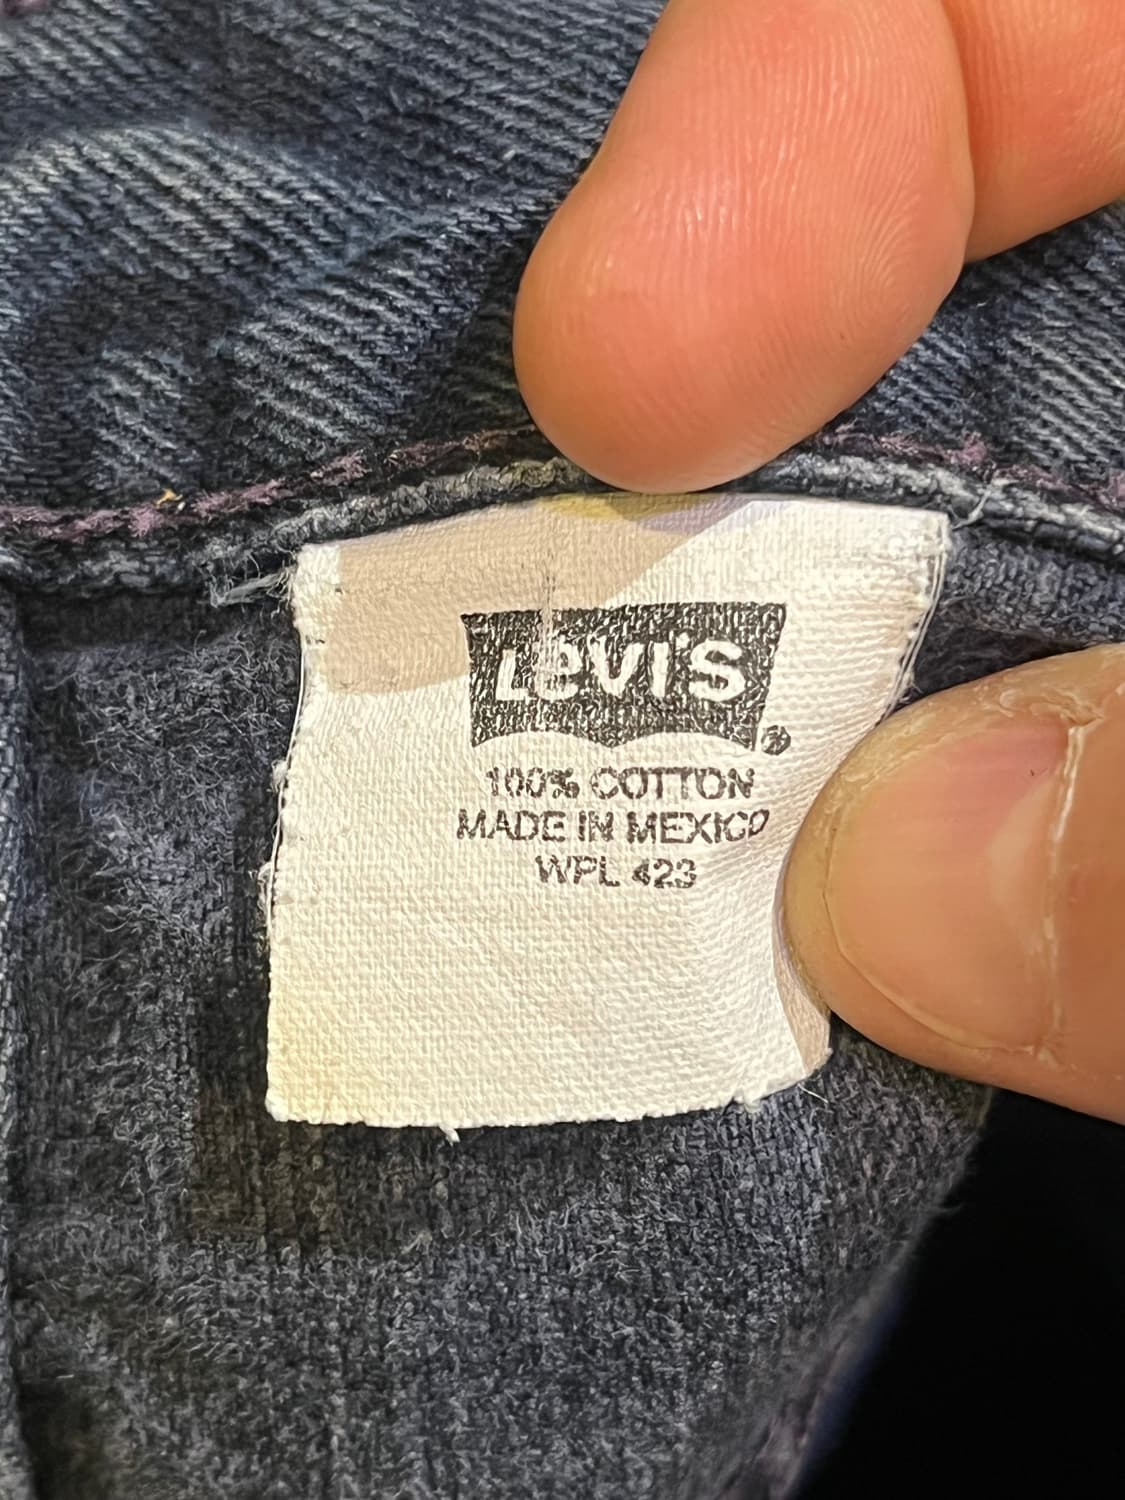 Levi's®
100% COTTON
MADE IN MEXICO
WPL 423